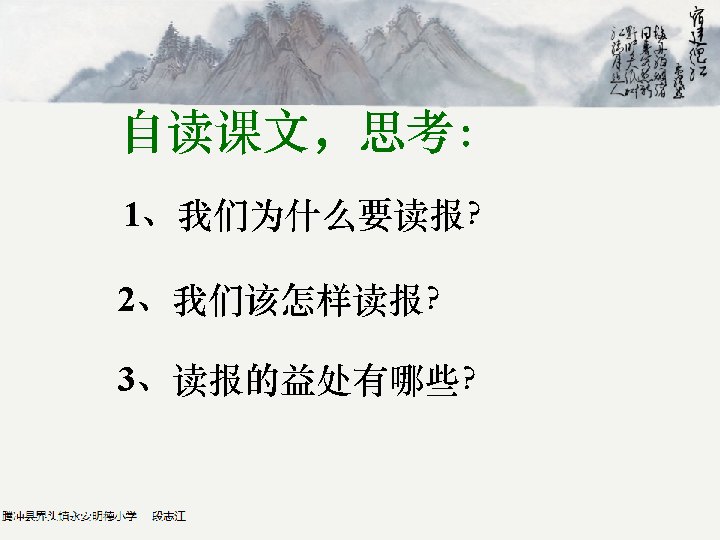 宿建德江
移舟泊烟渚
日暮客愁新
野旷天低树
江清月近人
自读课文，思考：
1、我们为什么要读报?
2、我们该怎样读报?
3、读报的益处有哪些?
腾冲县界头镇永安明德小学 段志江